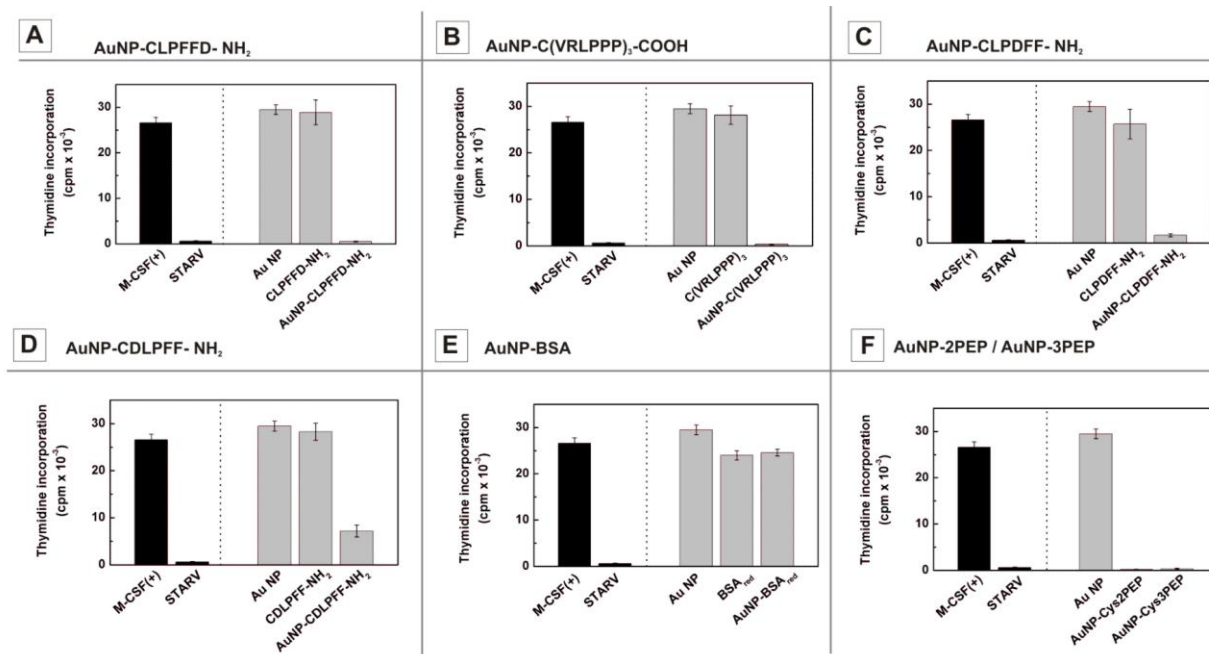 A
AuNP-CLPFFD- NH₂
Thymidine incorporation
(cpm x 10⁻³)
30
20
10
0
M-CSF(+)
STARV
Au NP
CLPFFD-NH₂
AuNP-CLPFFD-NH₂
B
AuNP-C(VRLPPP)₃-COOH
Thymidine incorporation
(cpm x 10⁻³)
30
20
10
0
M-CSF(+)
STARV
Au NP
C(VRLPPP)₃
AuNP-C(VRLPPP)₃
C
AuNP-CLPDFF- NH₂
Thymidine incorporation
(cpm x 10⁻³)
30
20
10
0
M-CSF(+)
STARV
Au NP
CLPDFF-NH₂
AuNP-CLPDFF-NH₂
D
AuNP-CDLPFF- NH₂
Thymidine incorporation
(cpm x 10⁻³)
30
20
10
0
M-CSF(+)
STARV
Au NP
CDLPFF-NH₂
AuNP-CDLPFF-NH₂
E
AuNP-BSA
Thymidine incorporation
(cpm x 10⁻³)
30
20
10
0
M-CSF(+)
STARV
Au NP
BSA red
AuNP-BSA red
F
AuNP-2PEP / AuNP-3PEP
Thymidine incorporation
(cpm x 10⁻³)
30
20
10
0
M-CSF(+)
STARV
Au NP
AuNP-Cys2PEP
AuNP-Cys3PEP